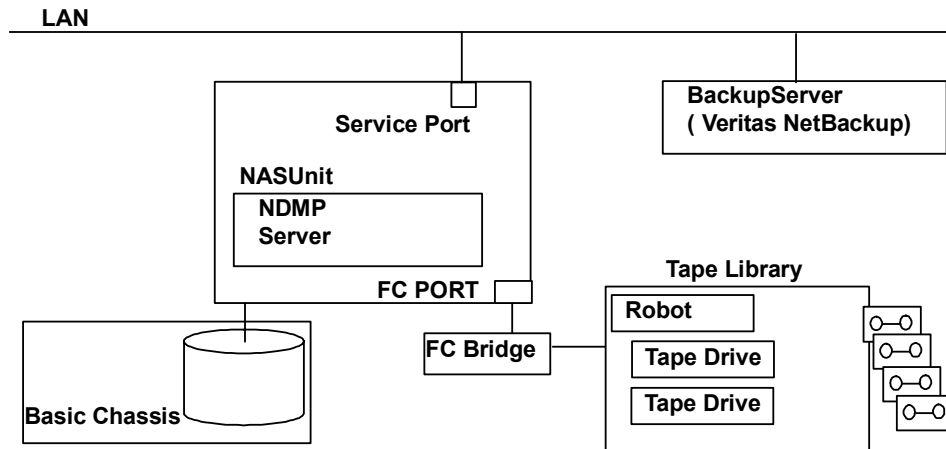 LAN
BackupServer
( Veritas NetBackup)
Service Port
NASUnit
NDMP
Server
FC PORT
Tape Library
Robot
FC Bridge
Tape Drive
Tape Drive
Basic Chassis